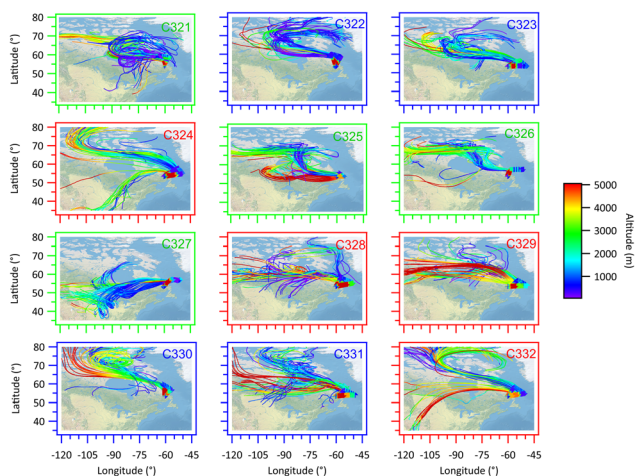 C321
C322
C323
Latitude (°)
80
70
60
50
40
C324
C325
C326
Latitude (°)
80
70
60
50
40
5000
4000
3000
2000
1000
Altitude (m)
C327
C328
C329
Latitude (°)
80
70
60
50
40
C330
C331
C332
Latitude (°)
80
70
60
50
40
-120 -105 -90 -75 -60 -45
-120 -105 -90 -75 -60 -45
-120 -105 -90 -75 -60 -45
Longitude (°)
Longitude (°)
Longitude (°)